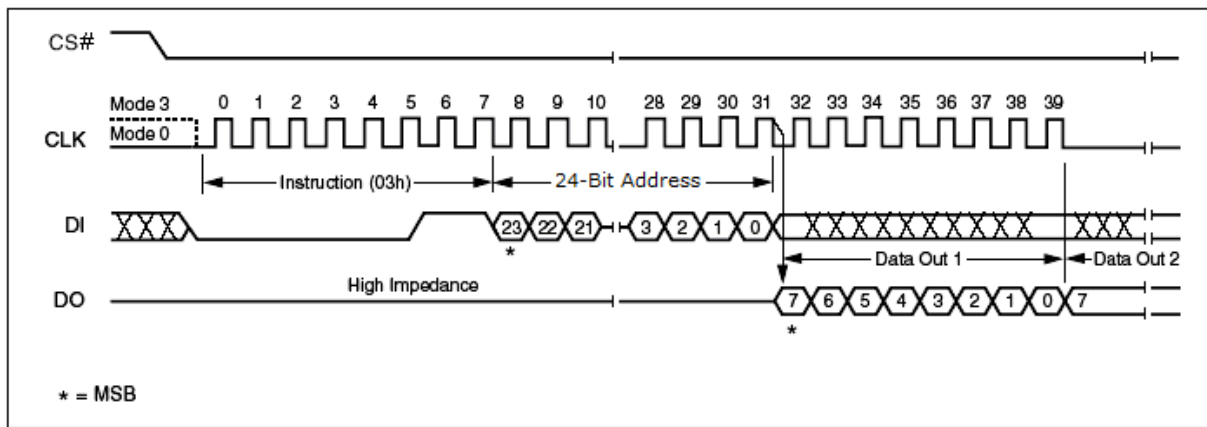 CS#
Mode 3 0 1 2 3 4 5 6 7 8 9 10 28 29 30 31 32 33 34 35 36 37 38 39
CLK Mode 0
Instruction (03h) 24-Bit Address
DI 23 22 21 3 2 1 0
* Data Out 1 Data Out 2
High Impedance
DO 7 6 5 4 3 2 1 0 7
*
* = MSB